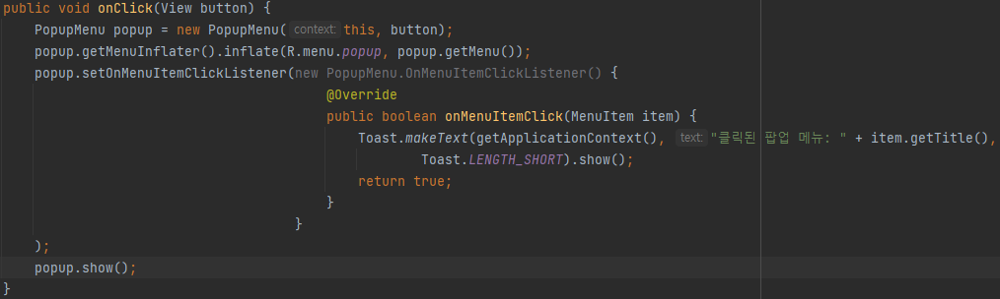 public void onClick(View button) {
PopupMenu popup = new PopupMenu( context: this, button);
popup.getMenuInflater().inflate(R.menu.popup, popup.getMenu());
popup.setOnMenuItemClickListener(new PopupMenu.OnMenuItemClickListener() {
@Override
public boolean onMenuItemClick(MenuItem item) {
Toast.makeText(getApplicationContext(), text: "클릭된 팝업 메뉴: " + item.getTitle(),
Toast.LENGTH_SHORT).show();
return true;
}
}
);
popup.show();
}